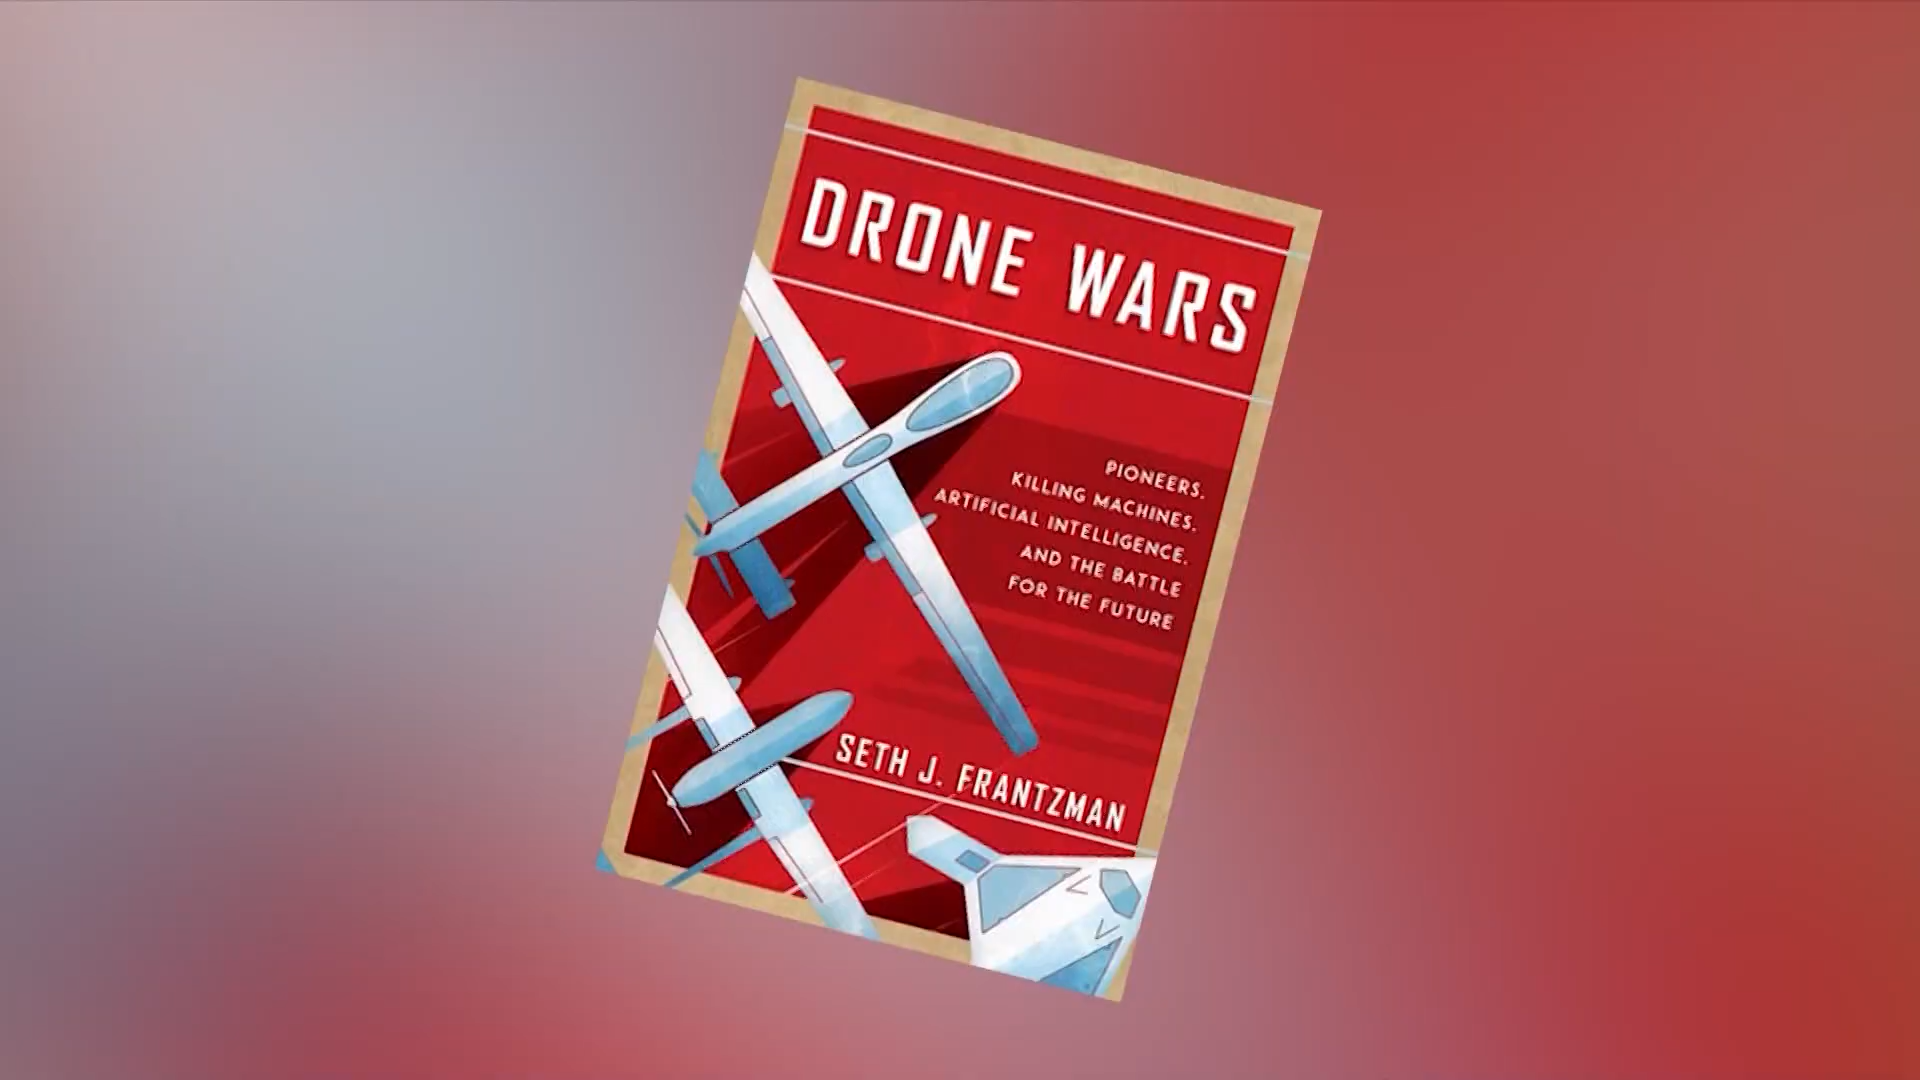 DRONE WARS
PIONEERS.
KILLING MACHINES.
ARTIFICIAL INTELLIGENCE.
AND THE BATTLE
FOR THE FUTURE
SETH J. FRANTZMAN